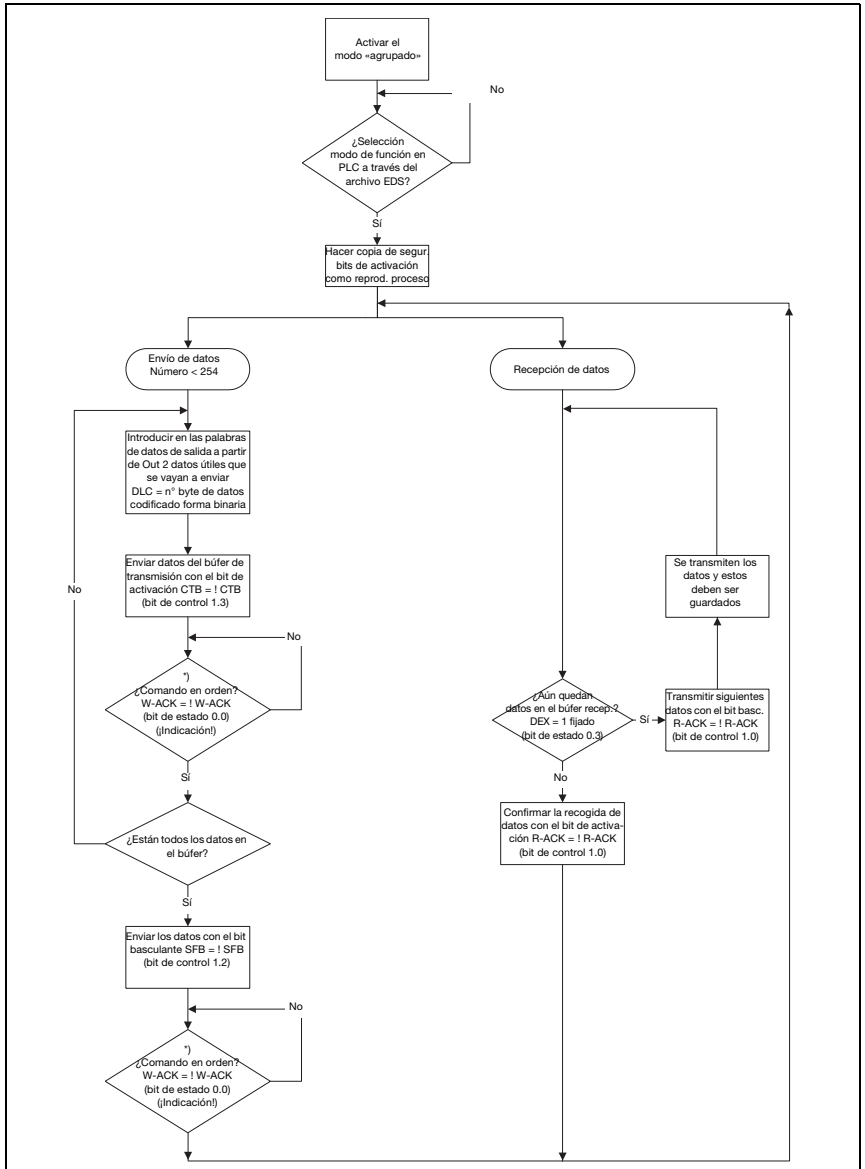 Activar el
modo «agrupado»
No
¿Selección
modo de función en
PLC a través del
archivo EDS?
Sí
Hacer copia de segur.
bits de activación
como reprod. proceso
Envío de datos
Número < 254
Introducir en las palabras
de datos de salida a partir
de Out 2 datos útiles que
se vayan a enviar
DLC = n° byte de datos
codificado forma binaria
Enviar datos del búfer de
transmisión con el bit de
activación CTB = ! CTB
(bit de control 1.3)
No
No
*)
¿Comando en orden?
W-ACK = ! W-ACK
(bit de estado 0.0)
(¡Indicación!)
Sí
¿Están todos los datos en
el búfer?
Sí
Enviar los datos con el bit
basculante SFB = ! SFB
(bit de control 1.2)
No
*)
¿Comando en orden?
W-ACK = ! W-ACK
(bit de estado 0.0)
(¡Indicación!)
Recepción de datos
Se transmiten los
datos y estos
deben ser
guardados
¿Aún quedan
datos en el búfer recep.?
DEX = 1 fijado
(bit de estado 0.3)
Sí
Transmitir siguientes
datos con el bit basc.
R-ACK = ! R-ACK
(bit de control 1.0)
No
Confirmar la recogida de
datos con el bit de activa-
ción R-ACK = ! R-ACK
(bit de control 1.0)